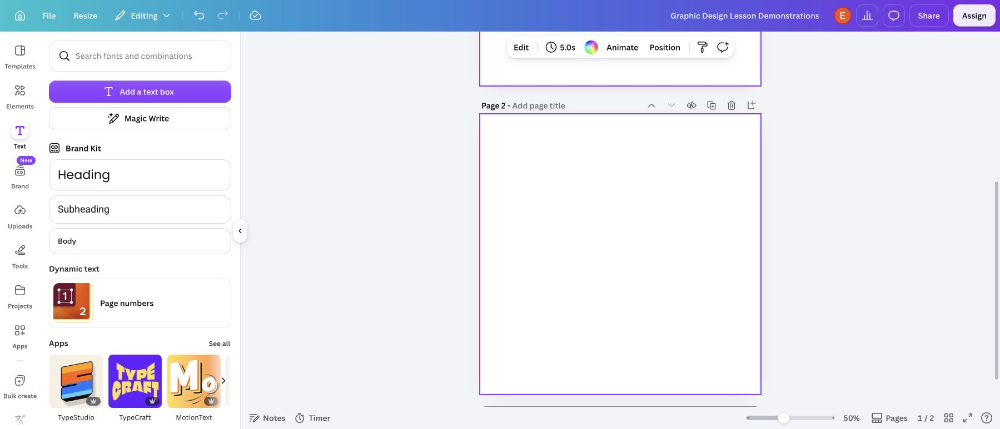 File
Resize
Editing
Graphic Design Lesson Demonstrations
E
Share
Assign
Templates
Elements
Text
New
Brand
Uploads
Tools
Projects
Apps
Bulk create
Search fonts and combinations
Add a text box
Magic Write
Brand Kit
Heading
Subheading
Body
Dynamic text
1
2
Page numbers
Apps
See all
TYPE
CRAFT
Mo
TypeStudio
TypeCraft
MotionText
Edit
5.0s
Animate
Position
Page 2 - Add page title
Notes
Timer
50%
Pages
1 / 2